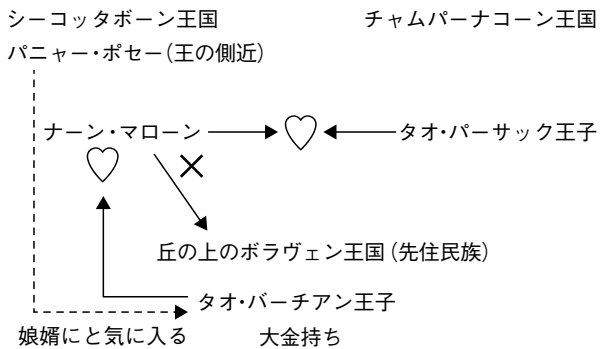 シーコッタボーン王国
チャムパーナコーン王国
パニャー・ポセー(王の側近)
ナーン・マローン
タオ・パーサック王子
丘の上のボラヴェン王国(先住民族)
タオ・バーチアン王子
娘婿にと気に入る
大金持ち